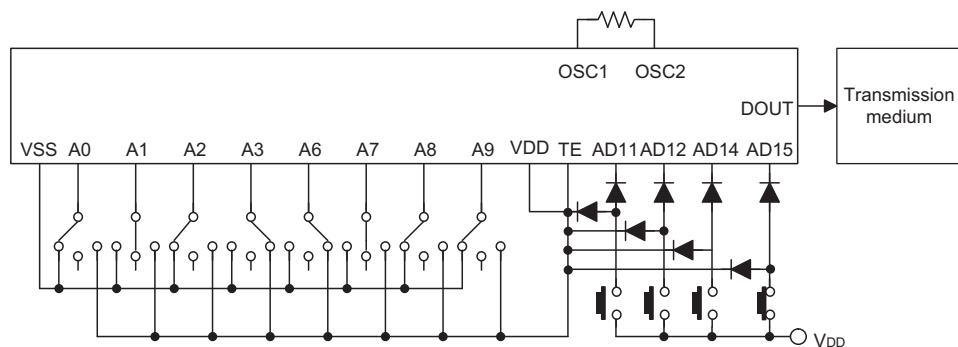 OSC1 OSC2
DOUT
Transmission
medium
VSS A0 A1 A2 A3 A6 A7 A8 A9 VDD TE AD11 AD12 AD14 AD15
VDD